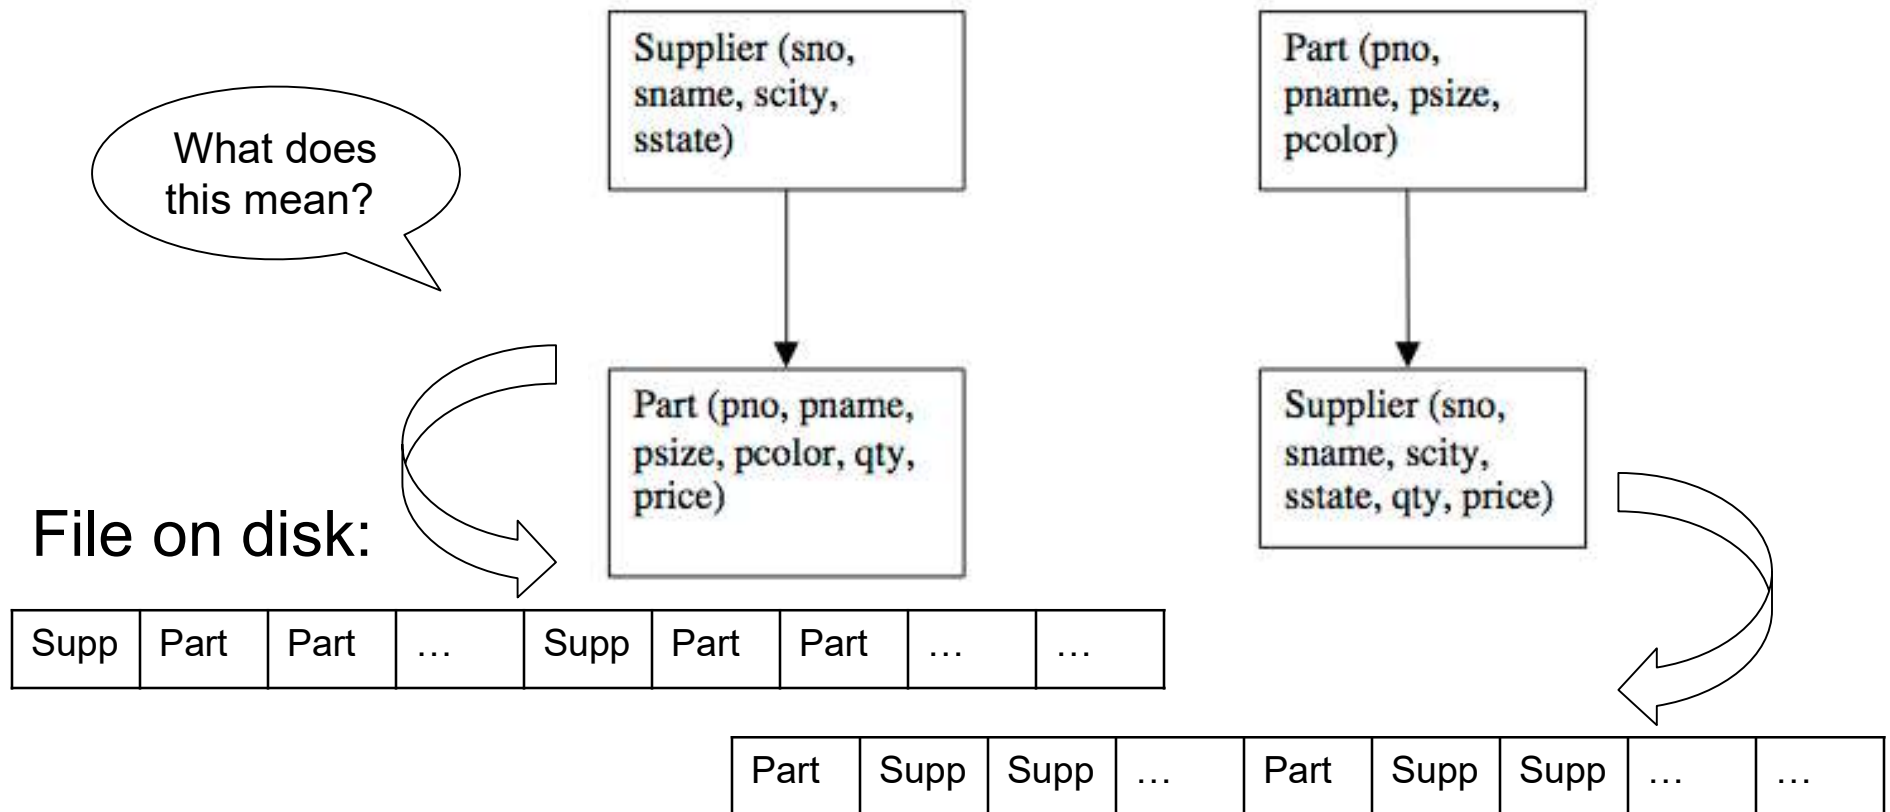 What does
this mean?
Supplier (sno,
sname, scity,
sstate)
Part (pno,
pname, psize,
pcolor)
Part (pno, pname,
psize, pcolor, qty,
price)
Supplier (sno,
sname, scity,
sstate, qty, price)
File on disk:
Supp Part Part … Supp Part Part … …
Part Supp Supp … Part Supp Supp … …